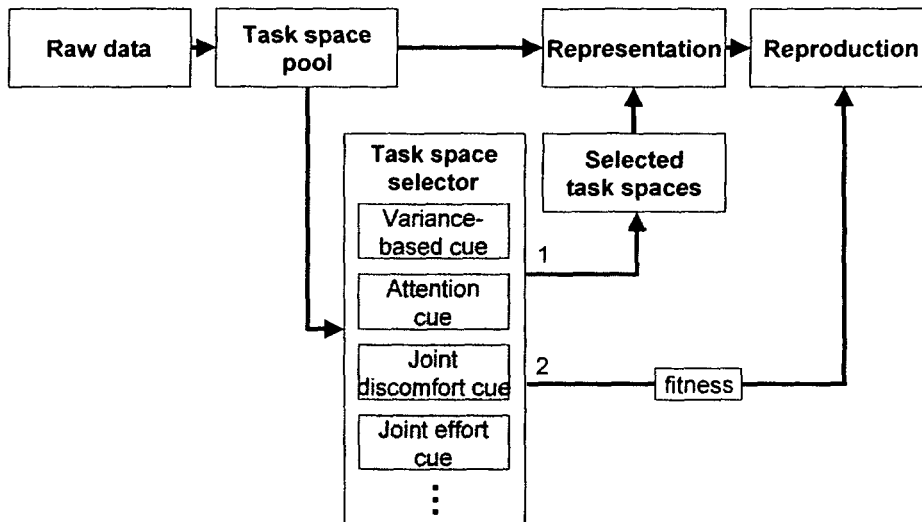 Raw data
Task space
pool
Representation
Reproduction
Task space
selector
Variance-
based cue
Attention
cue
Joint
discomfort cue
Joint effort
cue
1
Selected
task spaces
2
fitness